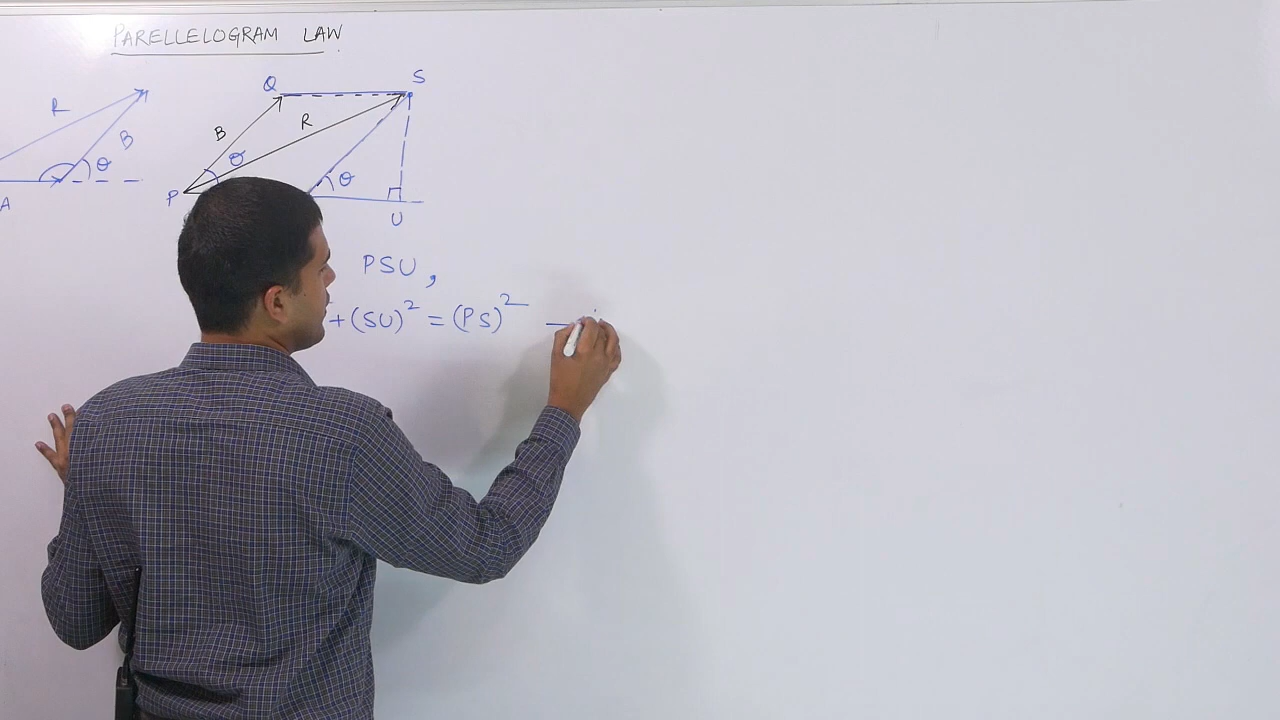 PARELLELOGRAM LAW
Q S
R B R
B θ θ θ
P
A U
PSU,
+ (SU)² = (PS)² —